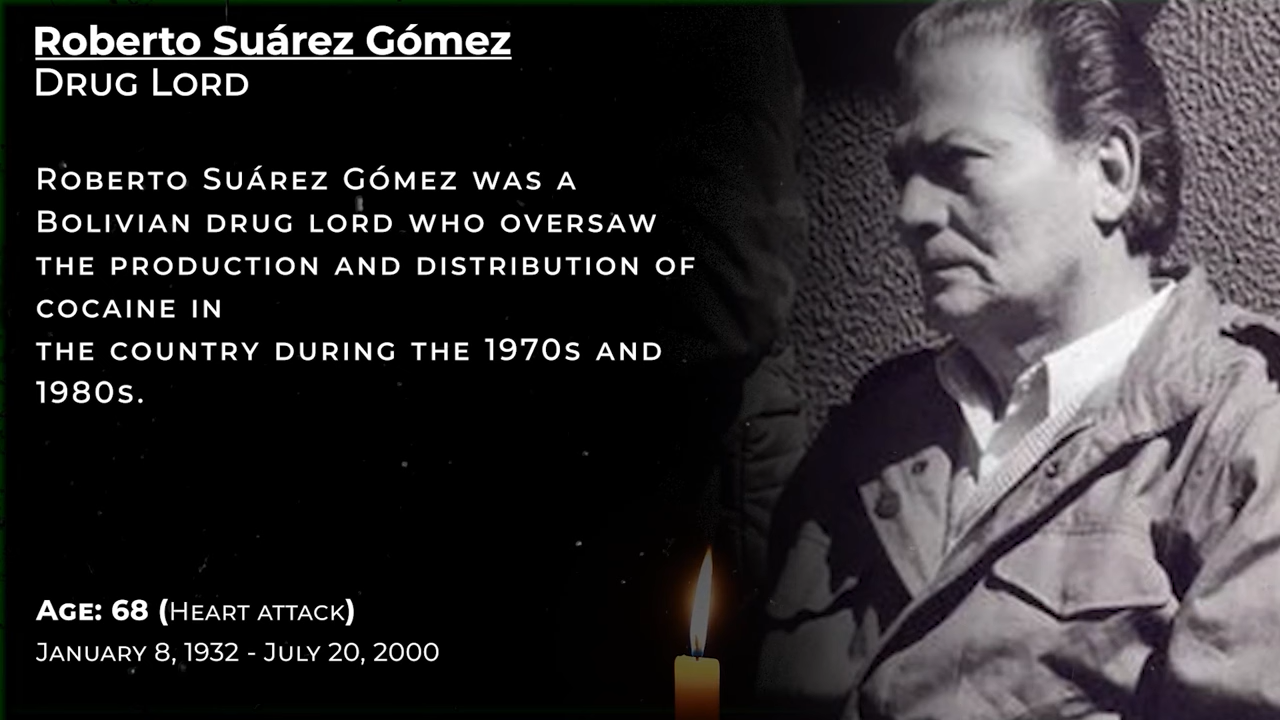 Roberto Suárez Gómez
Drug Lord
Roberto Suárez Gómez was a
Bolivian drug lord who oversaw
the production and distribution of
cocaine in
the country during the 1970s and
1980s.
Age: 68 (Heart attack)
January 8, 1932 - July 20, 2000